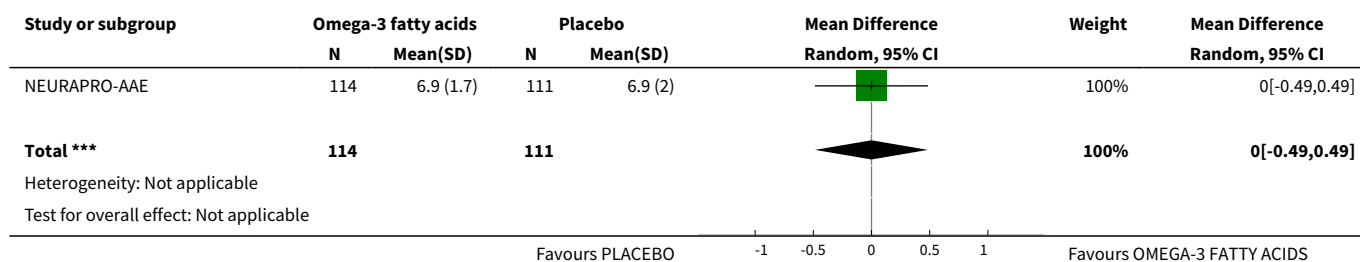 Study or subgroup Omega-3 fatty acids Placebo Mean Difference Weight Mean Difference
N Mean(SD) N Mean(SD) Random, 95% CI Random, 95% CI
NEURAPRO-AAE 114 6.9 (1.7) 111 6.9 (2) 100% 0[-0.49,0.49]
Total *** 114 111 100% 0[-0.49,0.49]
Heterogeneity: Not applicable
Test for overall effect: Not applicable
Favours PLACEBO -1 -0.5 0 0.5 1 Favours OMEGA-3 FATTY ACIDS